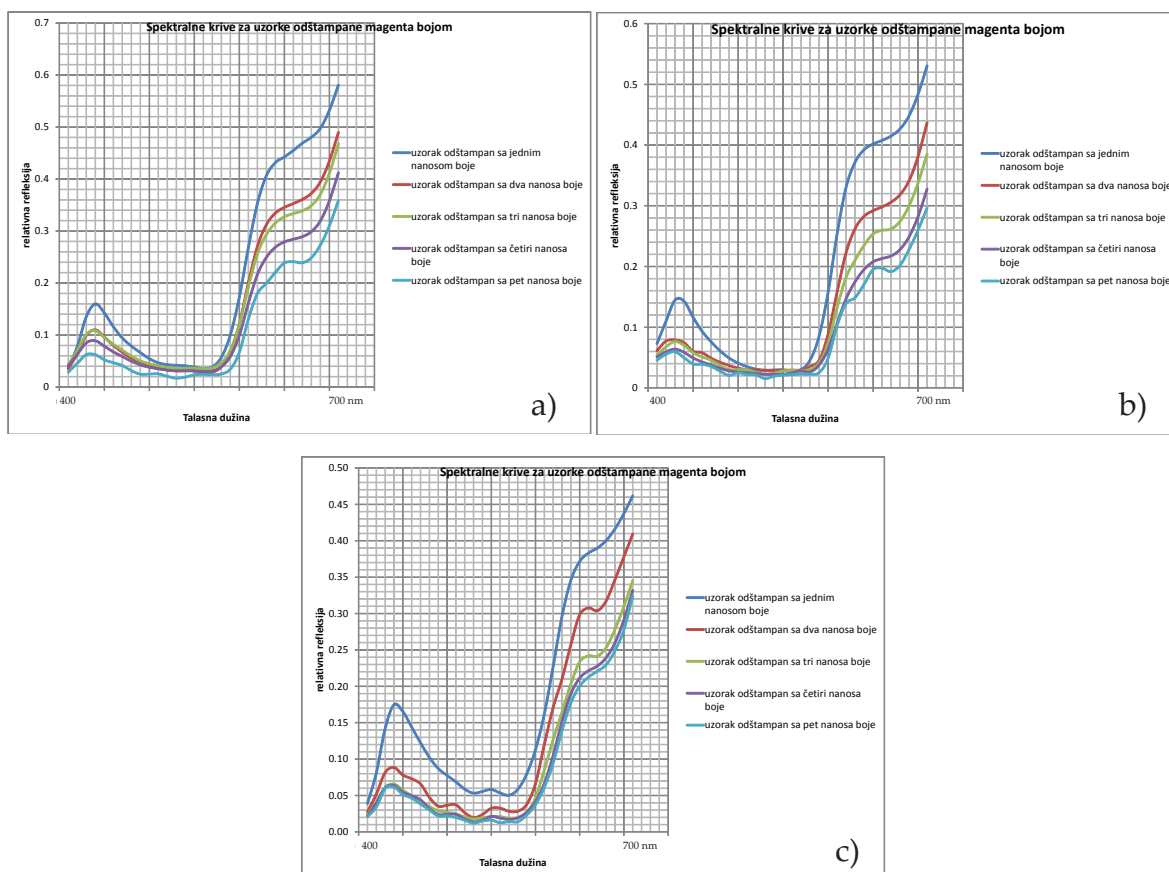 Spektralne krive za uzorke odštampane magenta bojom
0.7
0.6
0.5
0.4
0.3
0.2
0.1
0
relativna refleksija
400
700 nm
Talasna dužina
uzorak odštampan sa jednim
nanosom boje
uzorak odštampan sa dva nanosa boje
uzorak odštampan sa tri nanosa boje
uzorak odštampan sa četiri nanosa
boje
uzorak odštampan sa pet nanosa boje
a)
Spektralne krive za uzorke odštampane magenta bojom
0.6
0.5
0.4
0.3
0.2
0.1
0
relativna refleksija
400
700 nm
Talasna dužina
uzorak odštampan sa jednim
nanosom boje
uzorak odštampan sa dva nanosa boje
uzorak odštampan sa tri nanosa boje
uzorak odštampan sa četiri nanosa
boje
uzorak odštampan sa pet nanosa boje
b)
Spektralne krive za uzorke odštampane magenta bojom
0.50
0.45
0.40
0.35
0.30
0.25
0.20
0.15
0.10
0.05
0.00
relativna refleksija
400
700 nm
Talasna dužina
uzorak odštampan sa jednim
nanosom boje
uzorak odštampan sa dva nanosa boje
uzorak odštampan sa tri nanosa boje
uzorak odštampan sa četiri nanosa
boje
uzorak odštampan sa pet nanosa boje
c)